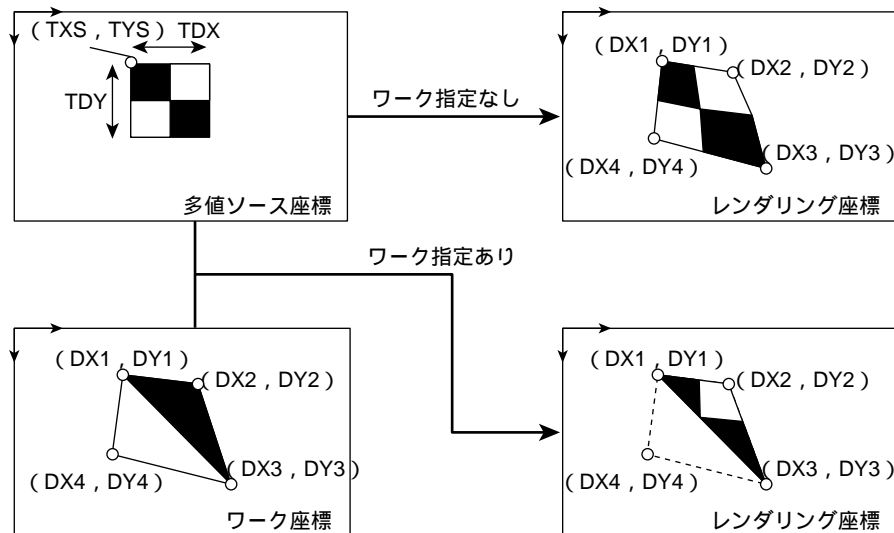 (TXS , TYS) TDX
TDY
多値ソース座標
ワーク指定なし
(DX1 , DY1)
(DX2 , DY2)
(DX3 , DY3)
(DX4 , DY4)
レンダリング座標
ワーク指定あり
(DX1 , DY1)
(DX2 , DY2)
(DX3 , DY3)
(DX4 , DY4)
ワーク座標
(DX1 , DY1)
(DX2 , DY2)
(DX3 , DY3)
(DX4 , DY4)
レンダリング座標